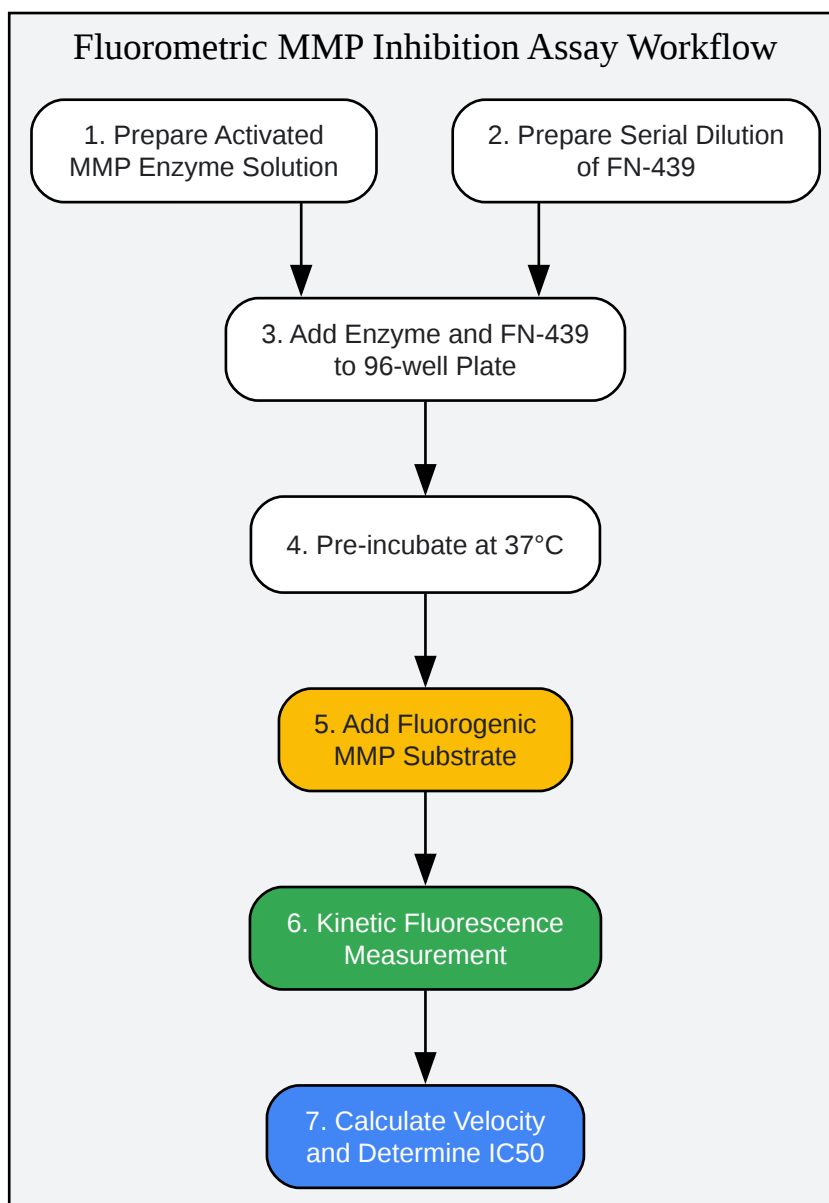 Fluorometric MMP Inhibition Assay Workflow
1. Prepare Activated
MMP Enzyme Solution
2. Prepare Serial Dilution
of FN-439
3. Add Enzyme and FN-439
to 96-well Plate
4. Pre-incubate at 37°C
5. Add Fluorogenic
MMP Substrate
6. Kinetic Fluorescence
Measurement
7. Calculate Velocity
and Determine IC50